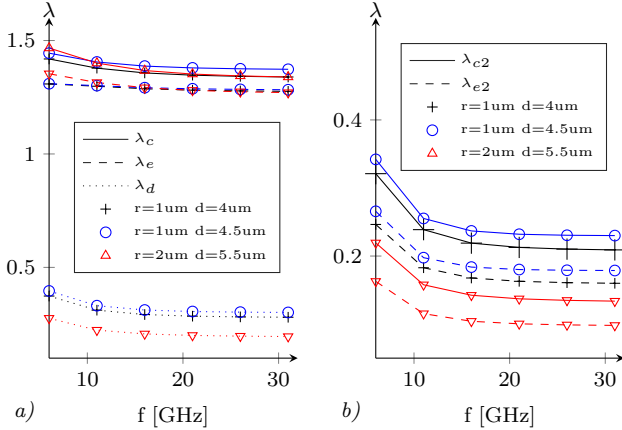 λ
1.5
1
0.5
λc
λe
λd
r=1um d=4um
r=1um d=4.5um
r=2um d=5.5um
10
20
30
a)
f [GHz]
λ
0.4
0.2
λc2
λe2
r=1um d=4um
r=1um d=4.5um
r=2um d=5.5um
10
20
30
b)
f [GHz]